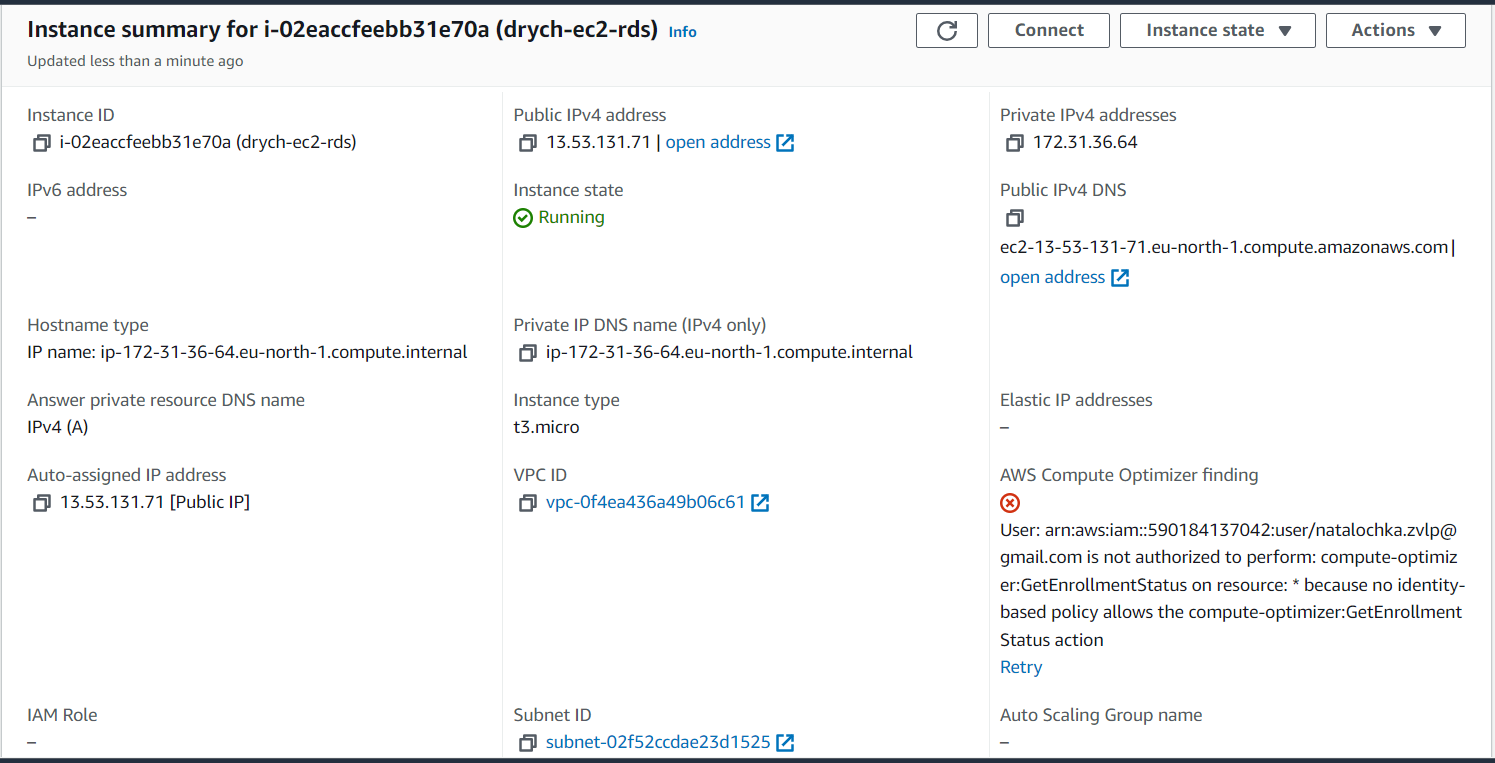 Instance summary for i-02eaccfeebb31e70a (drych-ec2-rds) Info
Updated less than a minute ago
Connect
Instance state
Actions
Instance ID
i-02eaccfeebb31e70a (drych-ec2-rds)
Public IPv4 address
13.53.131.71 | open address
Private IPv4 addresses
172.31.36.64
IPv6 address
–
Instance state
Running
Public IPv4 DNS
ec2-13-53-131-71.eu-north-1.compute.amazonaws.com |
open address
Hostname type
IP name: ip-172-31-36-64.eu-north-1.compute.internal
Private IP DNS name (IPv4 only)
ip-172-31-36-64.eu-north-1.compute.internal
Answer private resource DNS name
IPv4 (A)
Instance type
t3.micro
Elastic IP addresses
–
Auto-assigned IP address
13.53.131.71 [Public IP]
VPC ID
vpc-0f4ea436a49b06c61
AWS Compute Optimizer finding
User: arn:aws:iam::590184137042:user/natalochka.zvlp@
gmail.com is not authorized to perform: compute-optimiz
er:GetEnrollmentStatus on resource: * because no identity-
based policy allows the compute-optimizer:GetEnrollment
Status action
Retry
IAM Role
–
Subnet ID
subnet-02f52ccdae23d1525
Auto Scaling Group name
–